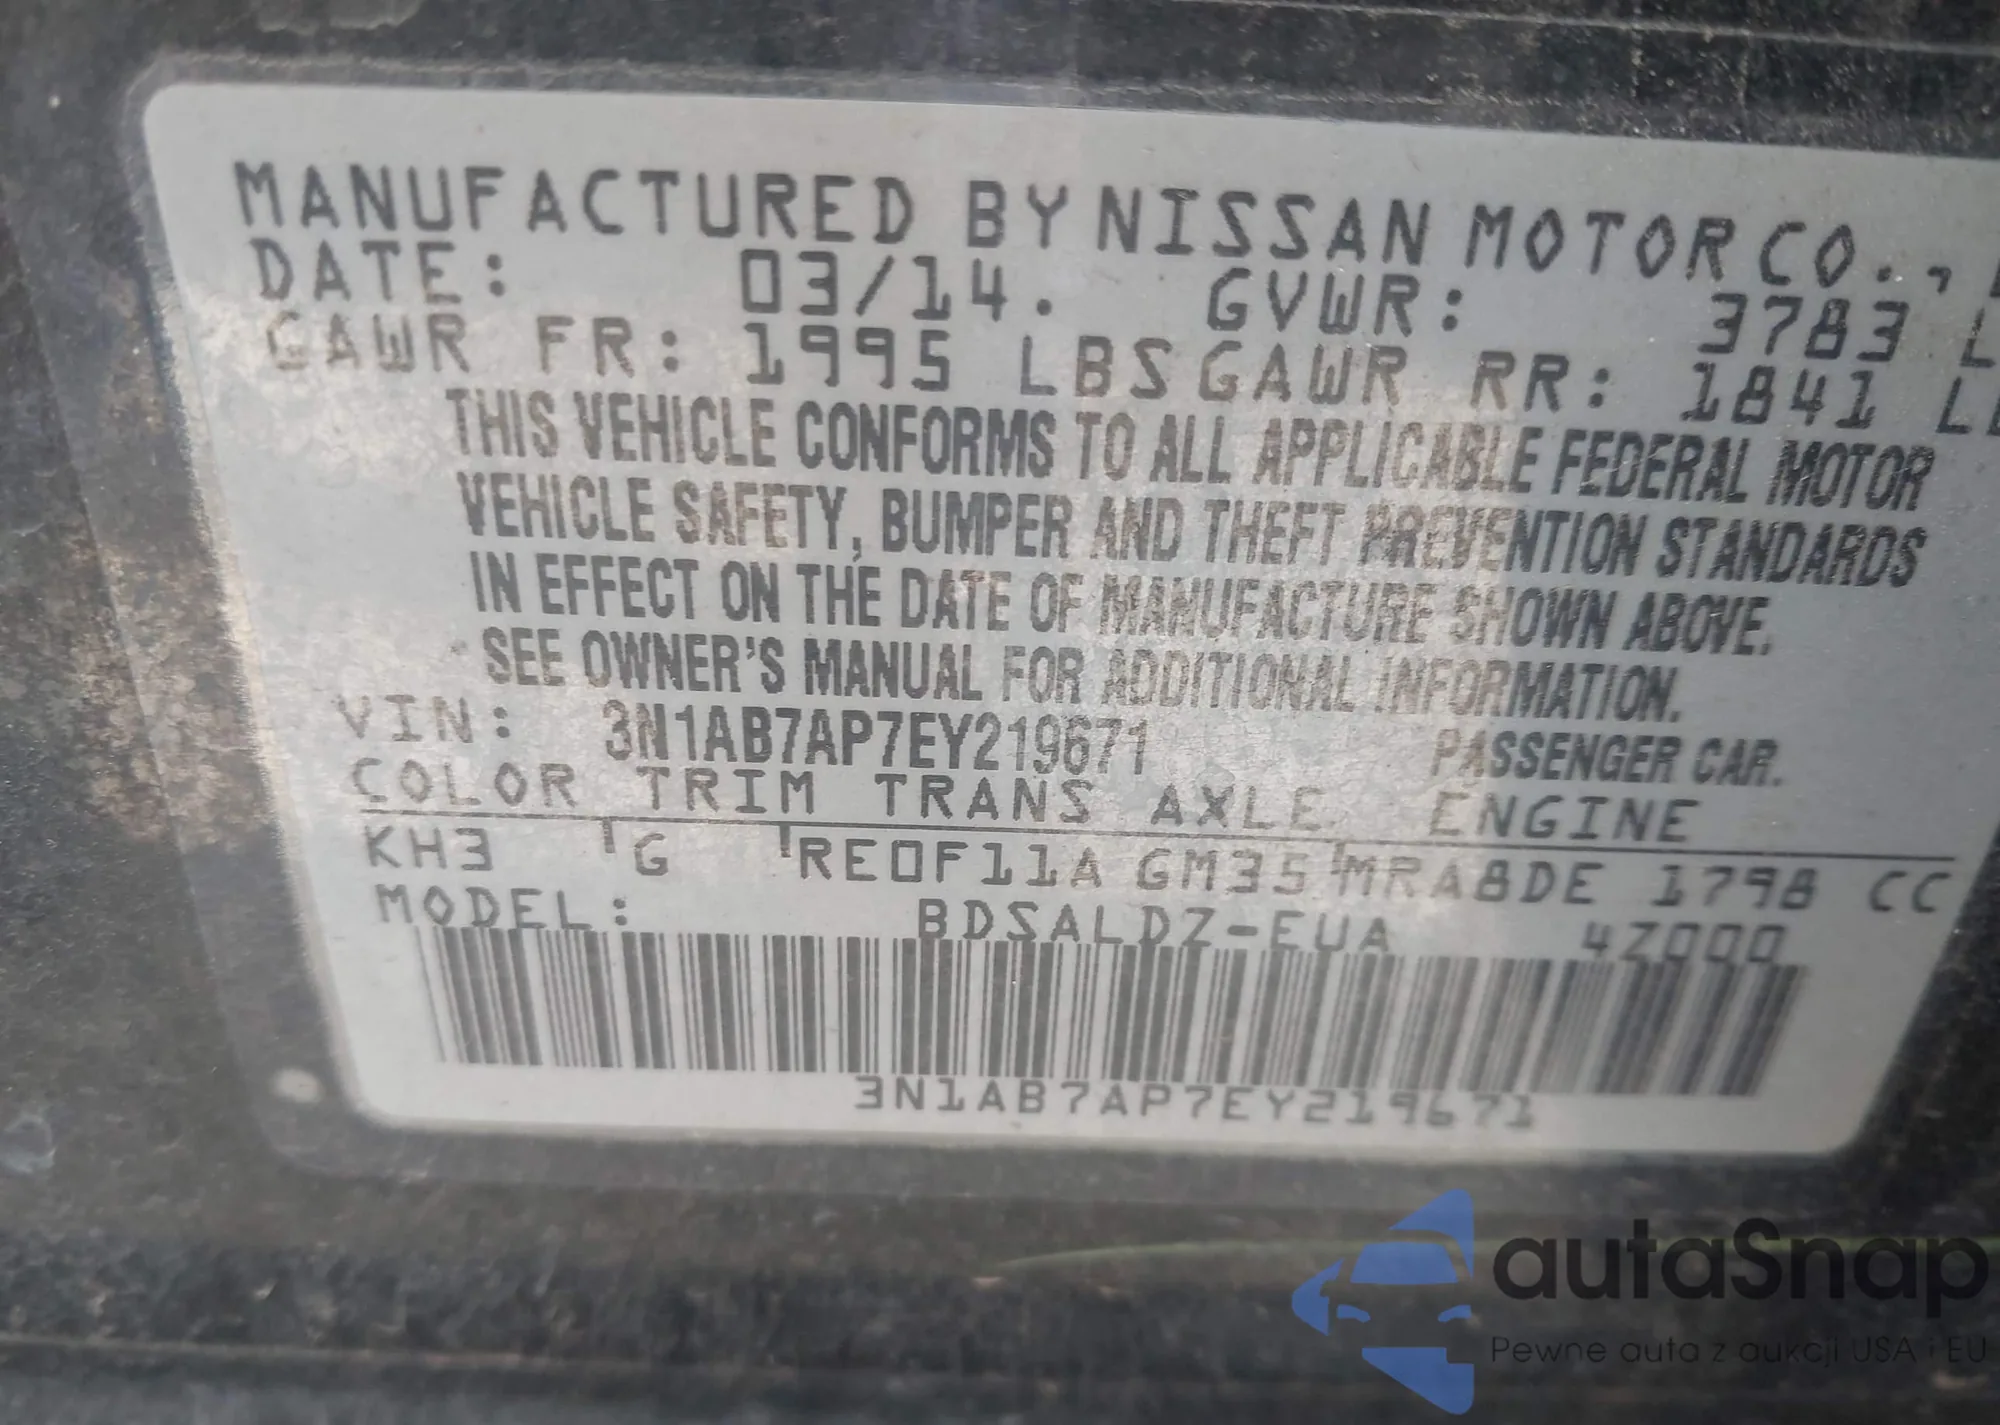 MANUFACTURED BY NISSAN MOTOR CO.,
DATE: 03/14. GVWR: 3783 L
GAWR FR: 1995 LBS GAWR RR: 1841 L
THIS VEHICLE CONFORMS TO ALL APPLICABLE FEDERAL MOTOR
VEHICLE SAFETY, BUMPER AND THEFT PREVENTION STANDARDS
IN EFFECT ON THE DATE OF MANUFACTURE SHOWN ABOVE.
SEE OWNER'S MANUAL FOR ADDITIONAL INFORMATION.
VIN: 3N1AB7AP7EY219671 PASSENGER CAR.
COLOR TRIM TRANS AXLE ENGINE
KH3 G RE0F11A GM35 MRA8DE 1798 CC
MODEL: BDSALDZ-EUA 4Z000
3N1AB7AP7EY219671
autaSnap
Pewne auta z aukcji USA i EU